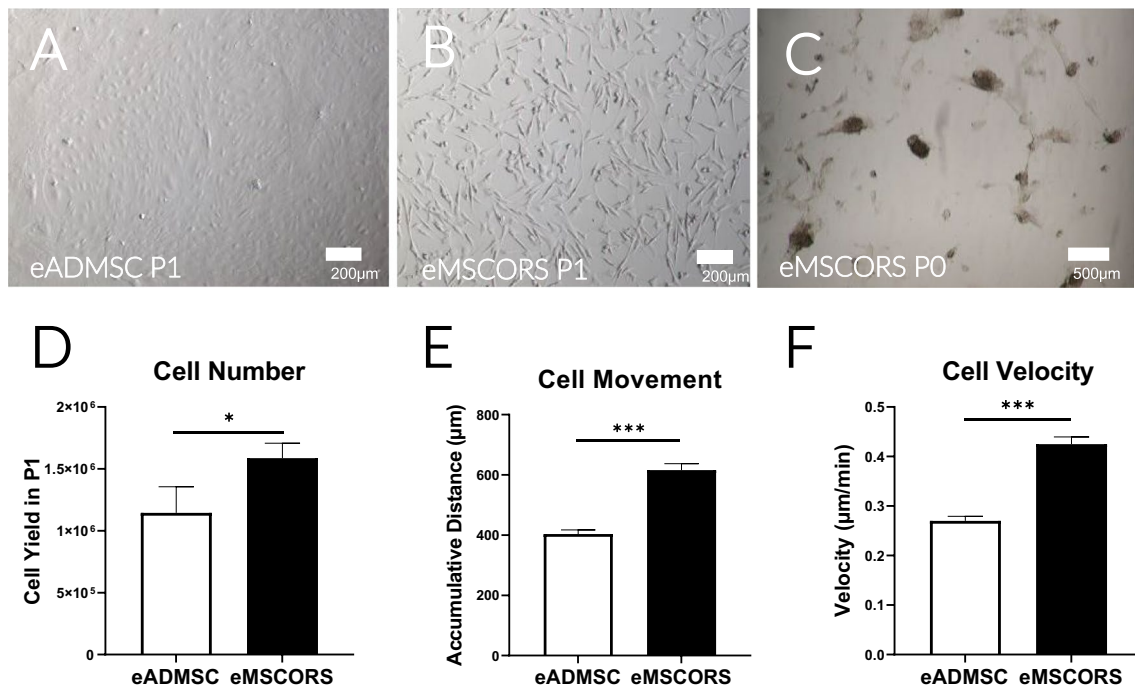 A
eADMSC P1
200µm
B
eMSCORS P1
200µm
C
eMSCORS P0
500µm
D
Cell Number
Cell Yield in P1
2×10⁶
1.5×10⁶
1×10⁶
5×10⁵
0
*
eADMSC eMSCORS
E
Cell Movement
Accumulative Distance (µm)
800
600
400
200
0
***
eADMSC eMSCORS
F
Cell Velocity
Velocity (µm/min)
0.5
0.4
0.3
0.2
0.1
0.0
***
eADMSC eMSCORS